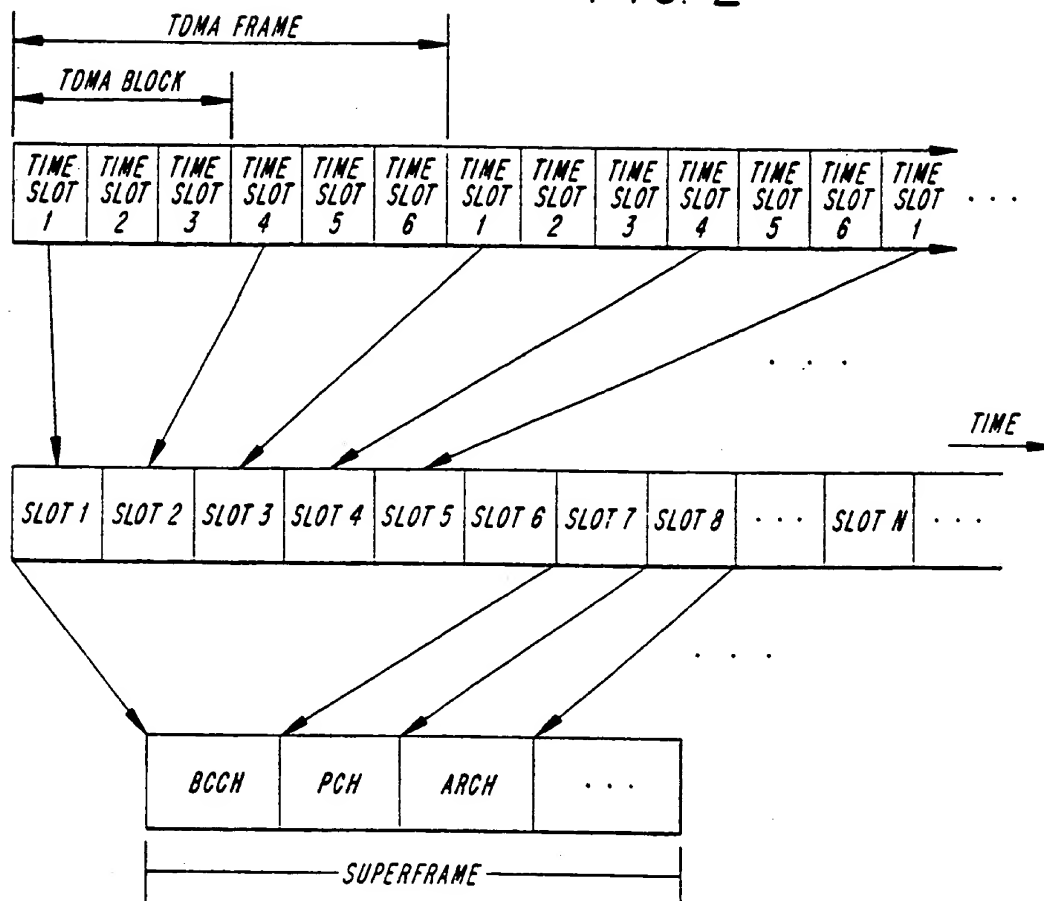 FIG. 2
TDMA FRAME
TDMA BLOCK
TIME SLOT 1 TIME SLOT 2 TIME SLOT 3 TIME SLOT 4 TIME SLOT 5 TIME SLOT 6 TIME SLOT 1 TIME SLOT 2 TIME SLOT 3 TIME SLOT 4 TIME SLOT 5 TIME SLOT 6 TIME SLOT 1 . . .
. . .
TIME
SLOT 1 SLOT 2 SLOT 3 SLOT 4 SLOT 5 SLOT 6 SLOT 7 SLOT 8 . . . SLOT N . . .
. . .
BCCH PCH ARCH . . .
SUPERFRAME